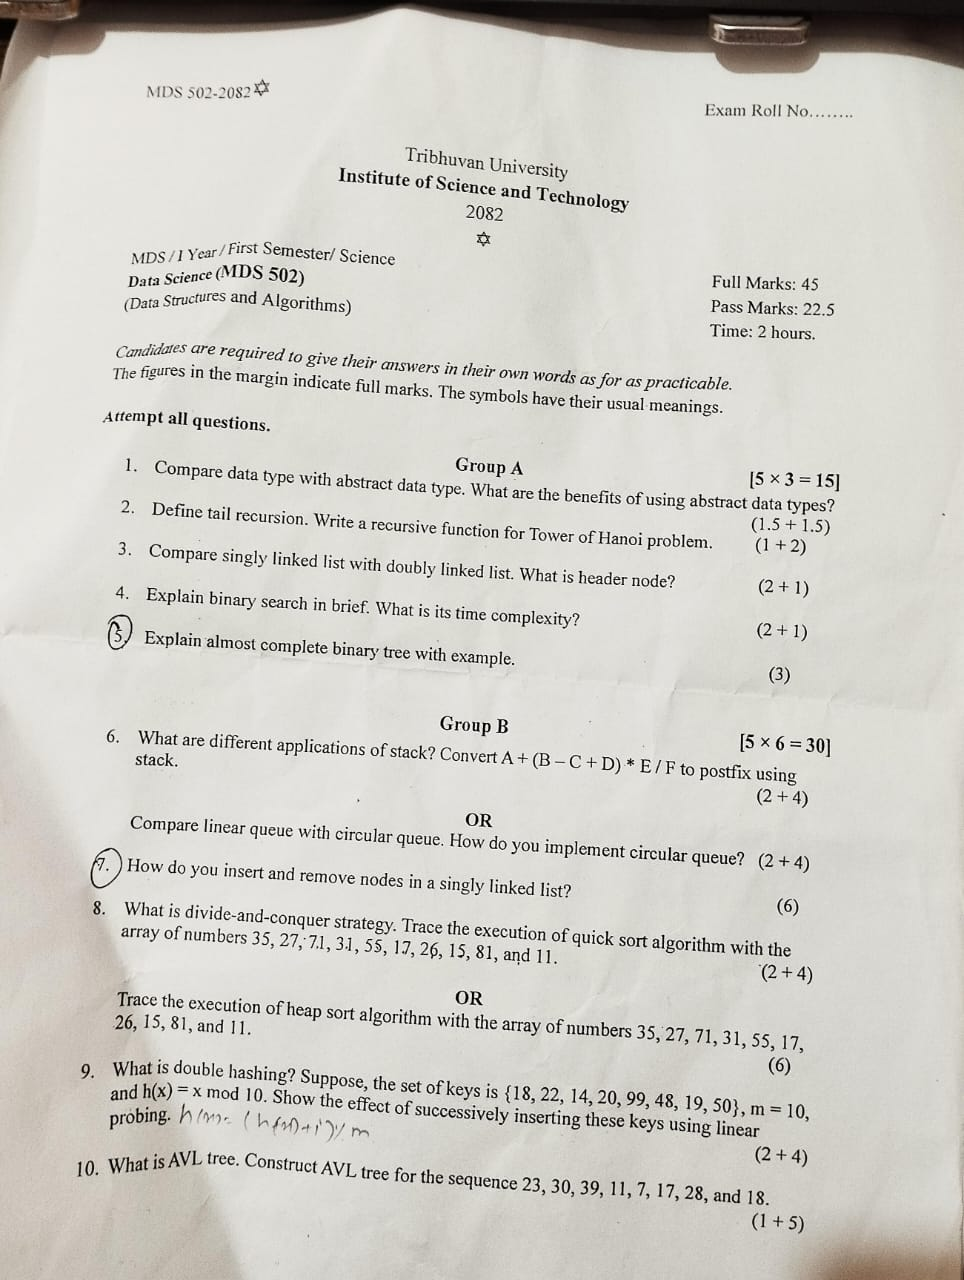 MDS 502-2082✡
Exam Roll No........
Tribhuvan University
Institute of Science and Technology
2082
✡
MDS / I Year / First Semester/ Science
Data Science (MDS 502)
(Data Structures and Algorithms)
Full Marks: 45
Pass Marks: 22.5
Time: 2 hours.
Candidates are required to give their answers in their own words as for as practicable.
The figures in the margin indicate full marks. The symbols have their usual meanings.
Attempt all questions.
Group A
[5 × 3 = 15]
1. Compare data type with abstract data type. What are the benefits of using abstract data types?
(1.5 + 1.5)
2. Define tail recursion. Write a recursive function for Tower of Hanoi problem. (1 + 2)
3. Compare singly linked list with doubly linked list. What is header node? (2 + 1)
4. Explain binary search in brief. What is its time complexity? (2 + 1)
5. Explain almost complete binary tree with example. (3)
Group B
[5 × 6 = 30]
6. What are different applications of stack? Convert A + (B – C + D) * E / F to postfix using
stack. (2 + 4)
OR
Compare linear queue with circular queue. How do you implement circular queue? (2 + 4)
7. How do you insert and remove nodes in a singly linked list? (6)
8. What is divide-and-conquer strategy. Trace the execution of quick sort algorithm with the
array of numbers 35, 27, 71, 31, 55, 17, 26, 15, 81, and 11. (2 + 4)
OR
Trace the execution of heap sort algorithm with the array of numbers 35, 27, 71, 31, 55, 17,
26, 15, 81, and 11. (6)
9. What is double hashing? Suppose, the set of keys is {18, 22, 14, 20, 99, 48, 19, 50}, m = 10,
and h(x) = x mod 10. Show the effect of successively inserting these keys using linear
probing. (2 + 4)
10. What is AVL tree. Construct AVL tree for the sequence 23, 30, 39, 11, 7, 17, 28, and 18.
(1 + 5)